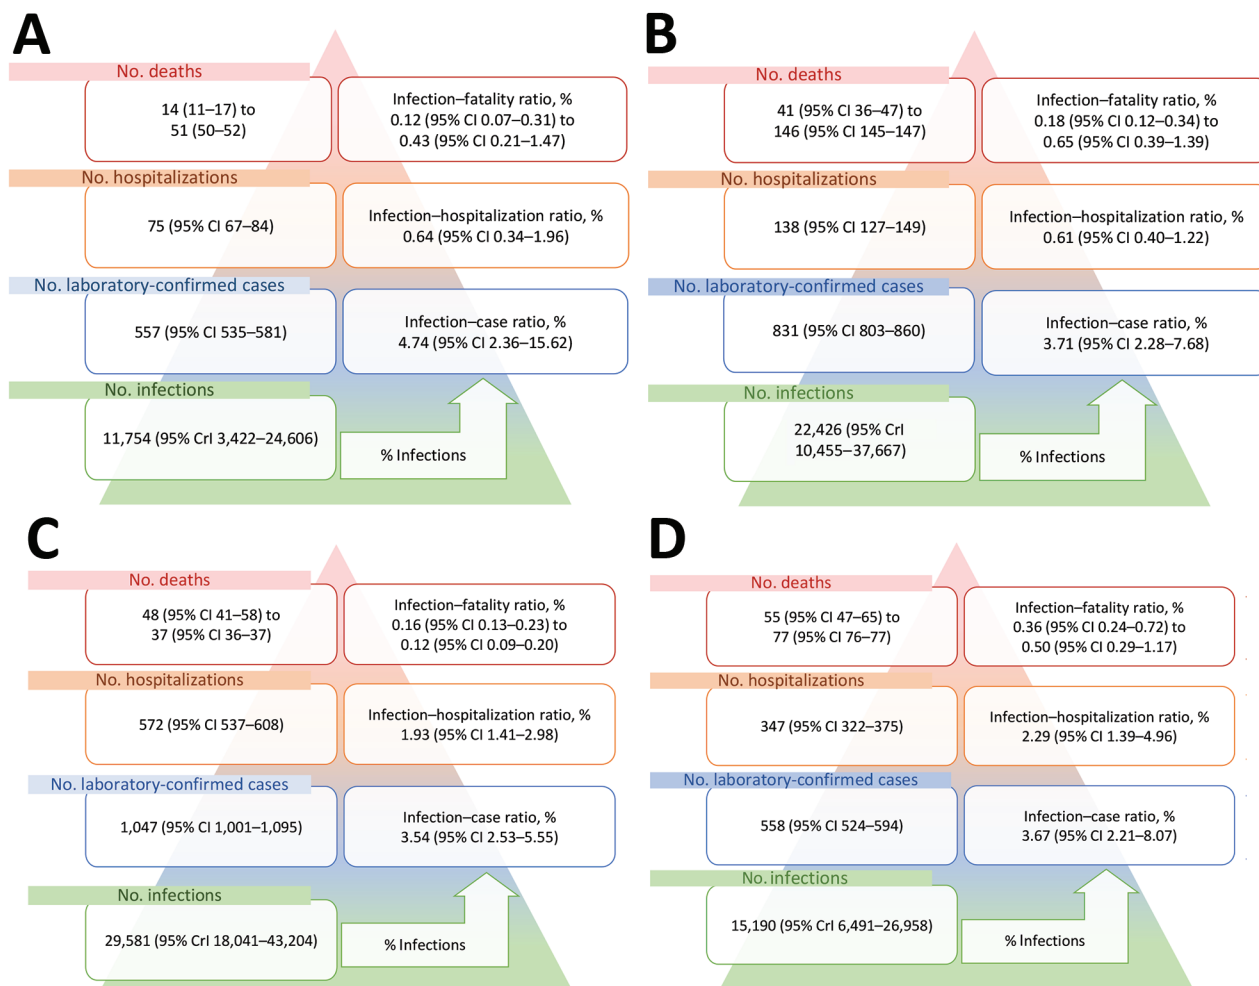 A
No. deaths
14 (11–17) to
51 (50–52)
Infection–fatality ratio, %
0.12 (95% CI 0.07–0.31) to
0.43 (95% CI 0.21–1.47)
No. hospitalizations
75 (95% CI 67–84)
Infection–hospitalization ratio, %
0.64 (95% CI 0.34–1.96)
No. laboratory-confirmed cases
557 (95% CI 535–581)
Infection–case ratio, %
4.74 (95% CI 2.36–15.62)
No. infections
11,754 (95% CrI 3,422–24,606)
% Infections
B
No. deaths
41 (95% CI 36–47) to
146 (95% CI 145–147)
Infection–fatality ratio, %
0.18 (95% CI 0.12–0.34) to
0.65 (95% CI 0.39–1.39)
No. hospitalizations
138 (95% CI 127–149)
Infection–hospitalization ratio, %
0.61 (95% CI 0.40–1.22)
No. laboratory-confirmed cases
831 (95% CI 803–860)
Infection–case ratio, %
3.71 (95% CI 2.28–7.68)
No. infections
22,426 (95% CrI
10,455–37,667)
% Infections
C
No. deaths
48 (95% CI 41–58) to
37 (95% CI 36–37)
Infection–fatality ratio, %
0.16 (95% CI 0.13–0.23) to
0.12 (95% CI 0.09–0.20)
No. hospitalizations
572 (95% CI 537–608)
Infection–hospitalization ratio, %
1.93 (95% CI 1.41–2.98)
No. laboratory-confirmed cases
1,047 (95% CI 1,001–1,095)
Infection–case ratio, %
3.54 (95% CI 2.53–5.55)
No. infections
29,581 (95% CrI 18,041–43,204)
% Infections
D
No. deaths
55 (95% CI 47–65) to
77 (95% CI 76–77)
Infection–fatality ratio, %
0.36 (95% CI 0.24–0.72) to
0.50 (95% CI 0.29–1.17)
No. hospitalizations
347 (95% CI 322–375)
Infection–hospitalization ratio, %
2.29 (95% CI 1.39–4.96)
No. laboratory-confirmed cases
558 (95% CI 524–594)
Infection–case ratio, %
3.67 (95% CI 2.21–8.07)
No. infections
15,190 (95% CrI 6,491–26,958)
% Infections